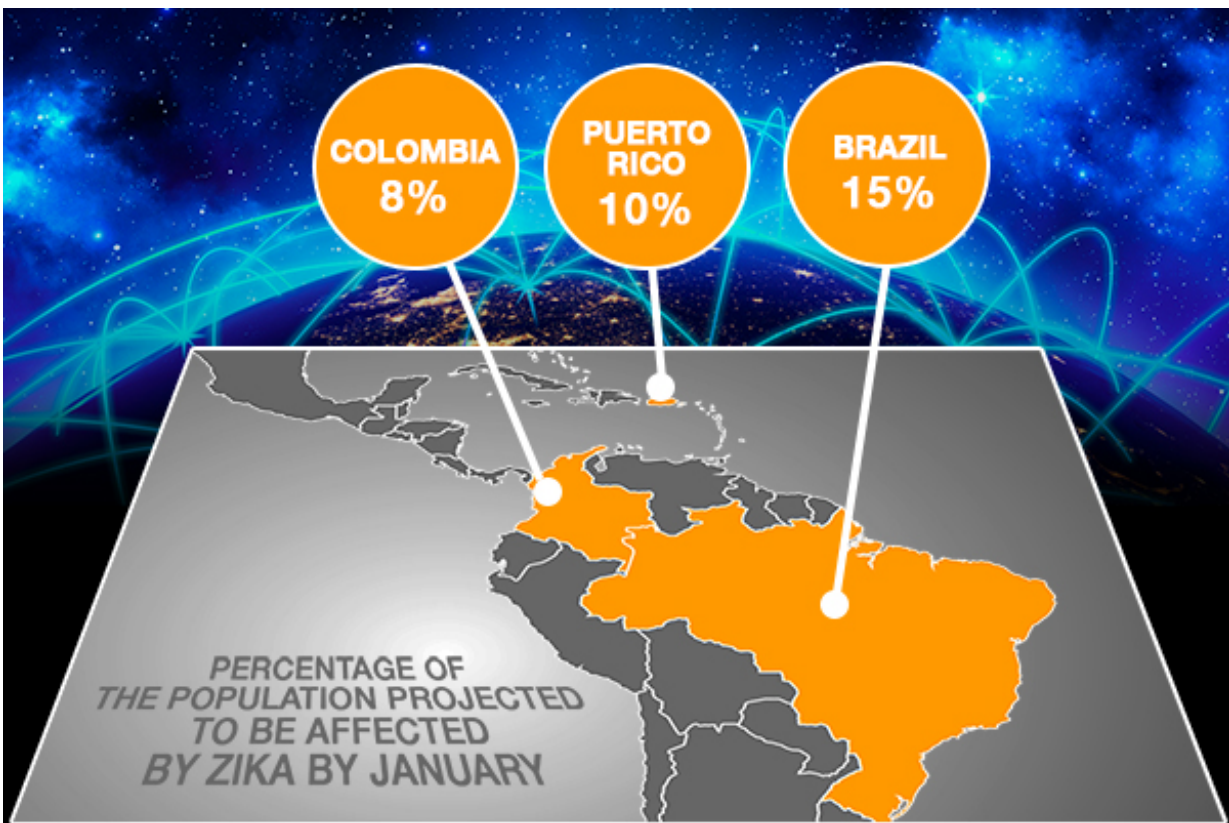 COLOMBIA
8%
PUERTO
RICO
10%
BRAZIL
15%
PERCENTAGE OF
THE POPULATION PROJECTED
TO BE AFFECTED
BY ZIKA BY JANUARY